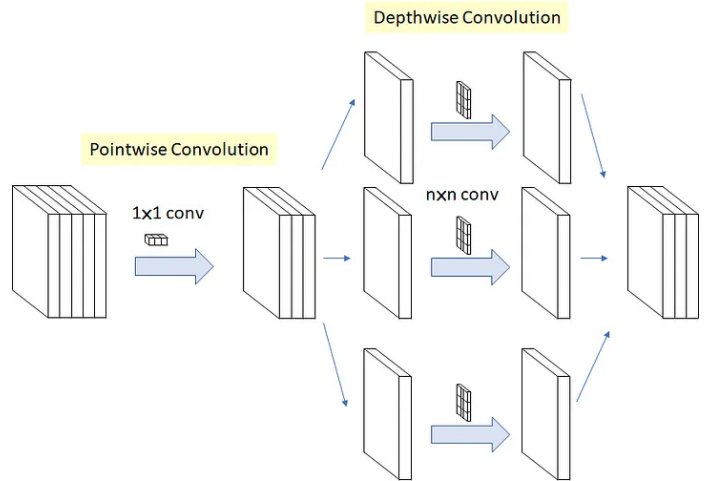 Depthwise Convolution
Pointwise Convolution
1x1 conv
nxn conv